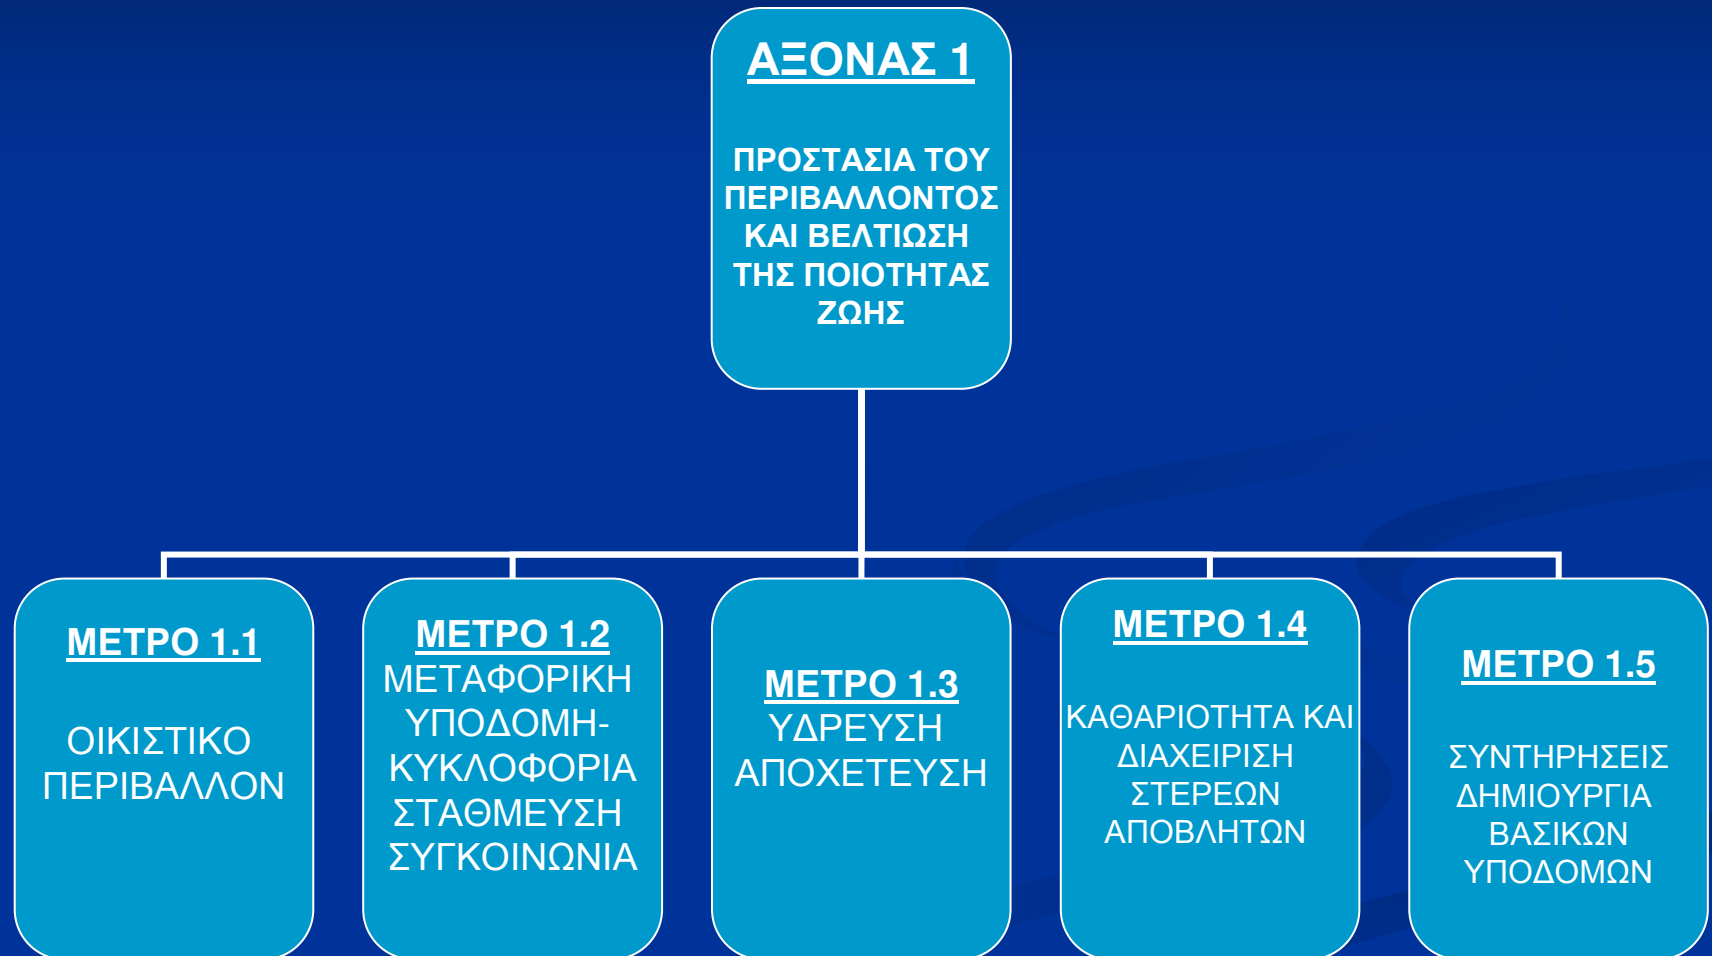 ΑΞΟΝΑΣ 1
ΠΡΟΣΤΑΣΙΑ ΤΟΥ
ΠΕΡΙΒΑΛΛΟΝΤΟΣ
ΚΑΙ ΒΕΛΤΙΩΣΗ
ΤΗΣ ΠΟΙΟΤΗΤΑΣ
ΖΩΗΣ
ΜΕΤΡΟ 1.1
ΟΙΚΙΣΤΙΚΟ
ΠΕΡΙΒΑΛΛΟΝ
ΜΕΤΡΟ 1.2
ΜΕΤΑΦΟΡΙΚΗ
ΥΠΟΔΟΜΗ-
ΚΥΚΛΟΦΟΡΙΑ
ΣΤΑΘΜΕΥΣΗ
ΣΥΓΚΟΙΝΩΝΙΑ
ΜΕΤΡΟ 1.3
ΥΔΡΕΥΣΗ
ΑΠΟΧΕΤΕΥΣΗ
ΜΕΤΡΟ 1.4
ΚΑΘΑΡΙΟΤΗΤΑ ΚΑΙ
ΔΙΑΧΕΙΡΙΣΗ
ΣΤΕΡΕΩΝ
ΑΠΟΒΛΗΤΩΝ
ΜΕΤΡΟ 1.5
ΣΥΝΤΗΡΗΣΕΙΣ
ΔΗΜΙΟΥΡΓΙΑ
ΒΑΣΙΚΩΝ
ΥΠΟΔΟΜΩΝ